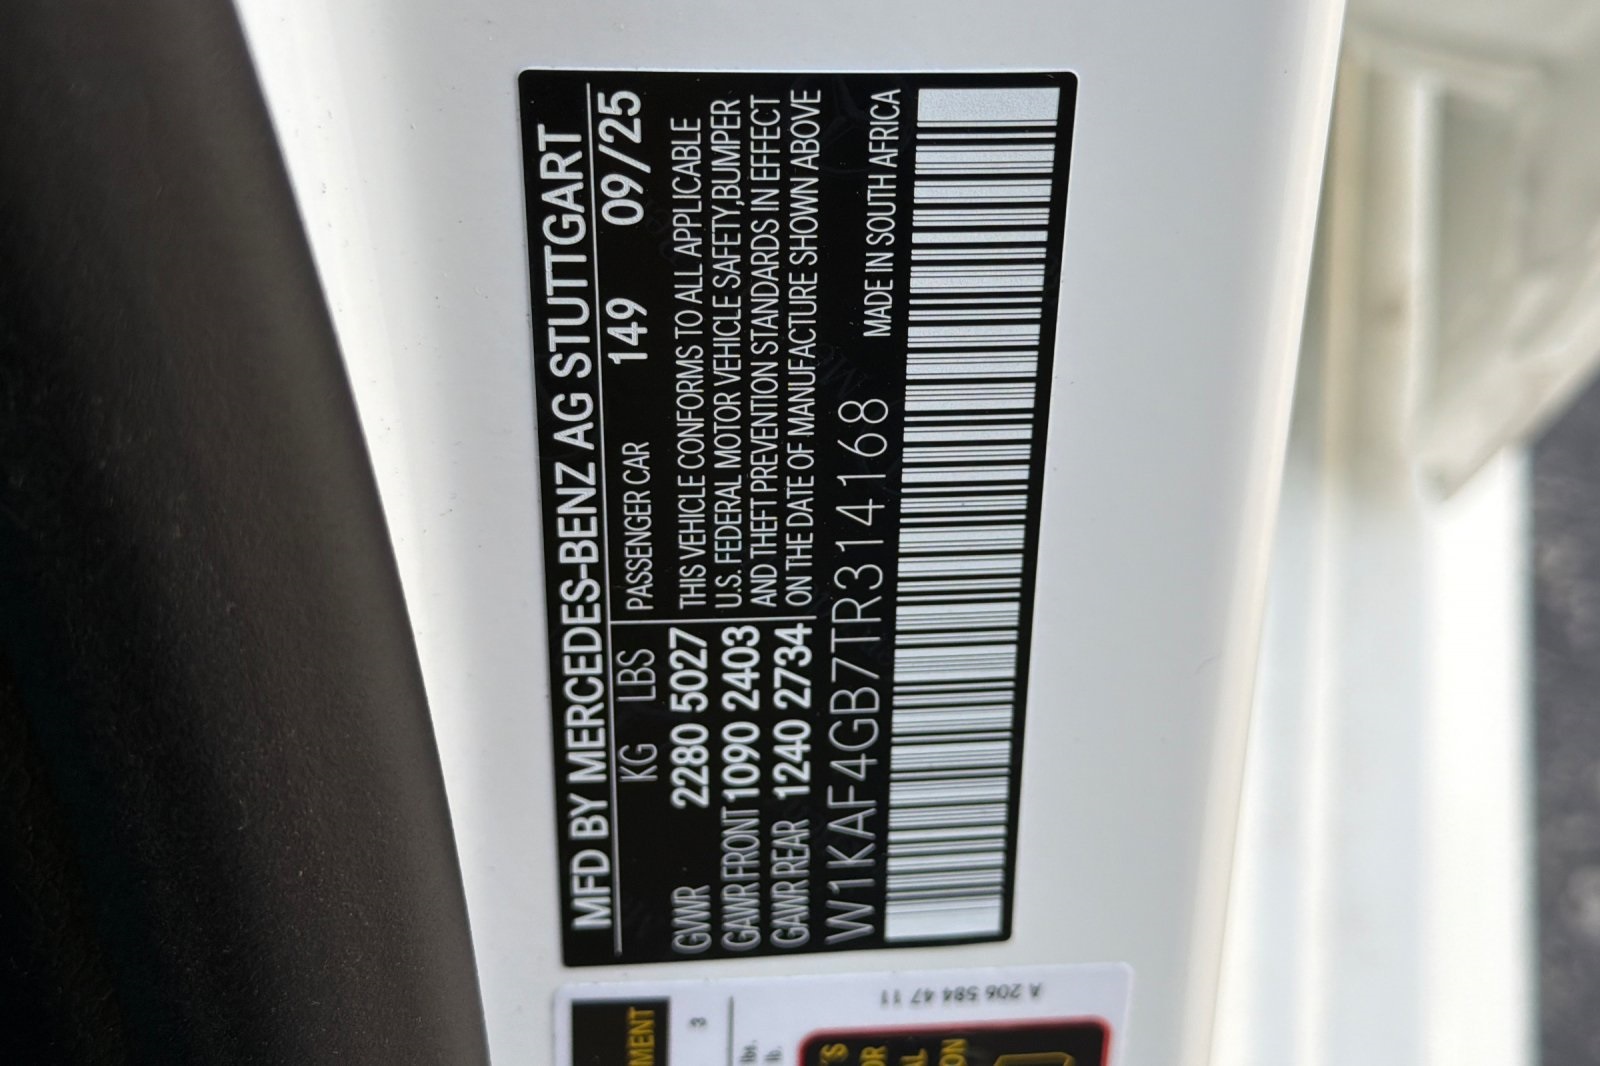 MFD BY MERCEDES-BENZ AG STUTTGART
KG LBS PASSENGER CAR 149 09/25
GVWR 2280 5027
GAWR FRONT 1090 2403
GAWR REAR 1240 2734
THIS VEHICLE CONFORMS TO ALL APPLICABLE
U.S. FEDERAL MOTOR VEHICLE SAFETY,BUMPER
AND THEFT PREVENTION STANDARDS IN EFFECT
ON THE DATE OF MANUFACTURE SHOWN ABOVE
W1KAF4GB7TR314168 MADE IN SOUTH AFRICA
A 206 584 47 11
3
lbs.
lb.